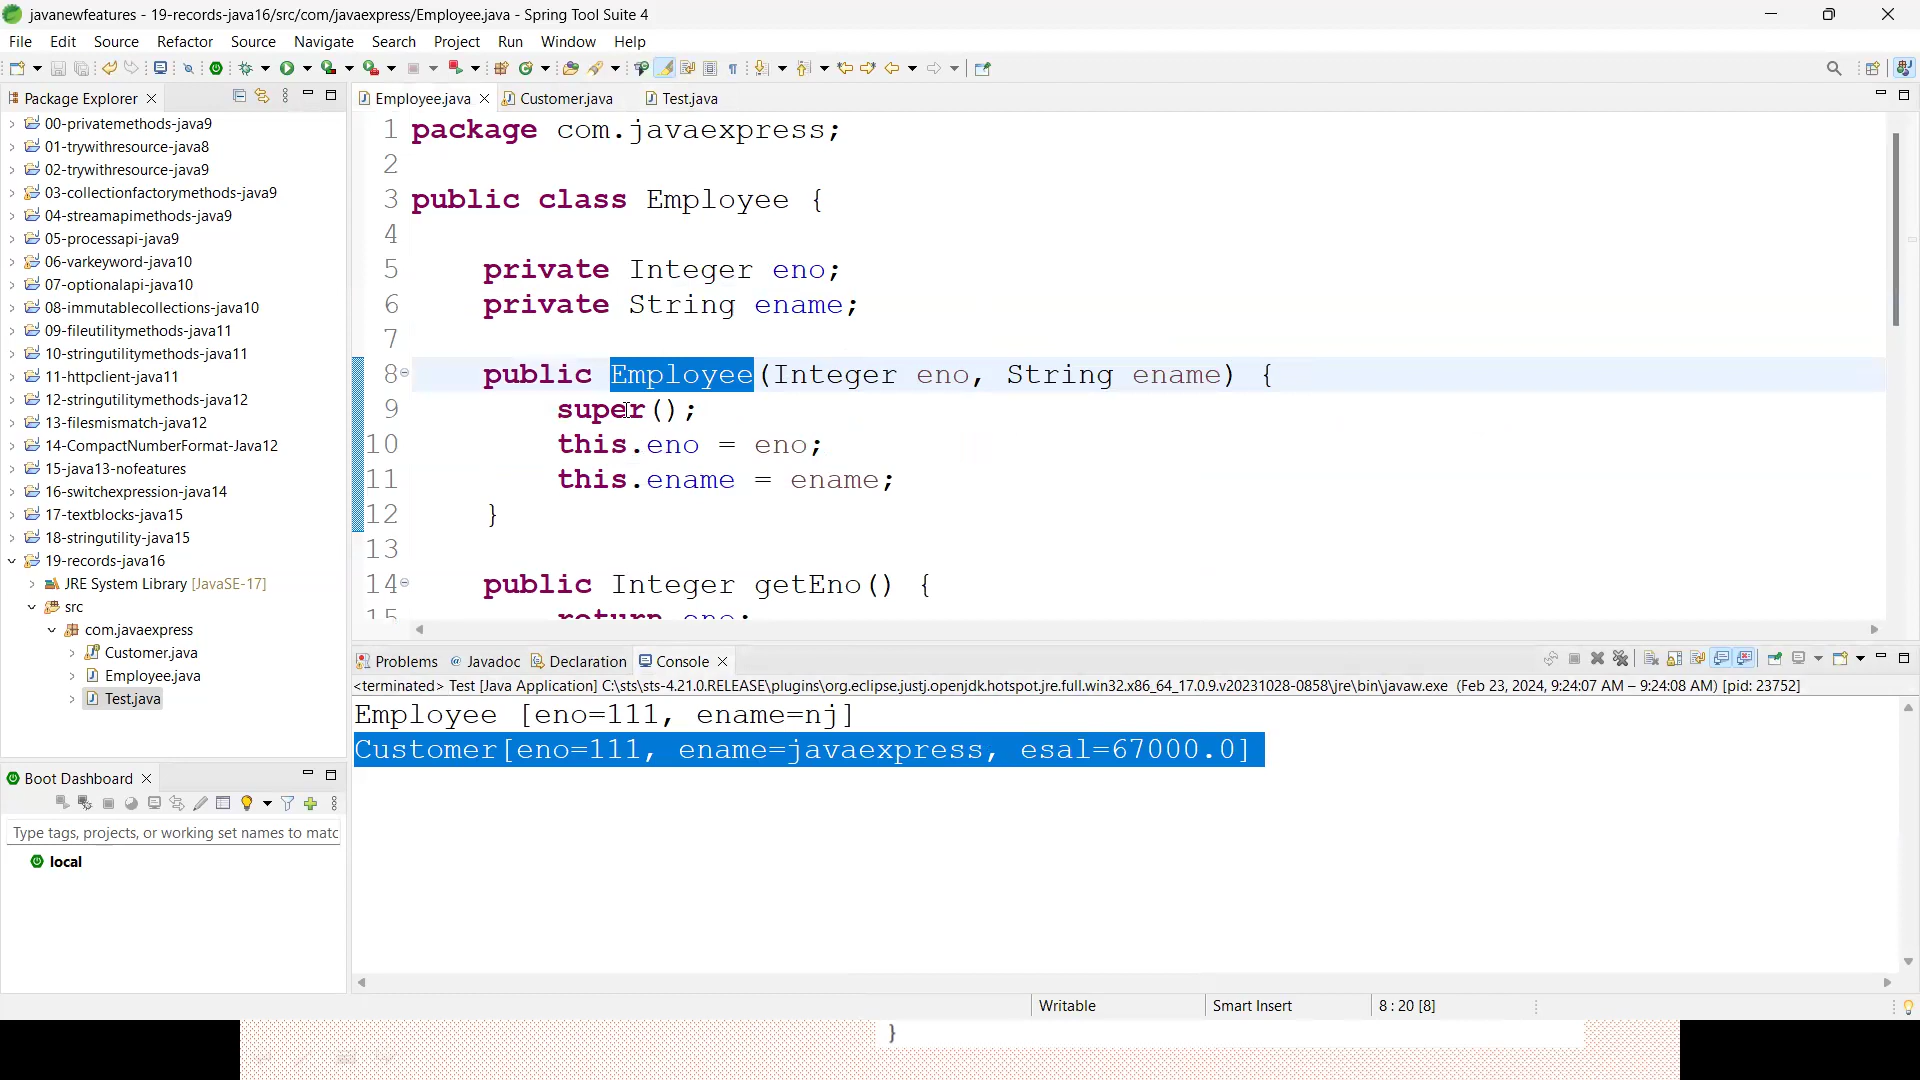 javanewfeatures - 19-records-java16/src/com/javaexpress/Employee.java - Spring Tool Suite 4
File Edit Source Refactor Source Navigate Search Project Run Window Help
Package Explorer
00-privatemethods-java9
01-trywithresource-java8
02-trywithresource-java9
03-collectionfactorymethods-java9
04-streamapimethods-java9
05-processapi-java9
06-varkeyword-java10
07-optionalapi-java10
08-immutablecollections-java10
09-fileutilitymethods-java11
10-stringutilitymethods-java11
11-httpclient-java11
12-stringutilitymethods-java12
13-filesmismatch-java12
14-CompactNumberFormat-Java12
15-java13-nofeatures
16-switchexpression-java14
17-textblocks-java15
18-stringutility-java15
19-records-java16
JRE System Library [JavaSE-17]
src
com.javaexpress
Customer.java
Employee.java
Test.java
Boot Dashboard
Type tags, projects, or working set names to matc
local
Employee.java Customer.java Test.java
1 package com.javaexpress;
2
3 public class Employee {
4
5 private Integer eno;
6 private String ename;
7
8 public Employee(Integer eno, String ename) {
9 super();
10 this.eno = eno;
11 this.ename = ename;
12 }
13
14 public Integer getEno() {
15 return eno;
Problems Javadoc Declaration Console
<terminated> Test [Java Application] C:\sts\sts-4.21.0.RELEASE\plugins\org.eclipse.justj.openjdk.hotspot.jre.full.win32.x86_64_17.0.9.v20231028-0858\jre\bin\javaw.exe (Feb 23, 2024, 9:24:07 AM – 9:24:08 AM) [pid: 23752]
Employee [eno=111, ename=nj]
Customer[eno=111, ename=javaexpress, esal=67000.0]
Writable Smart Insert 8 : 20 [8]
}